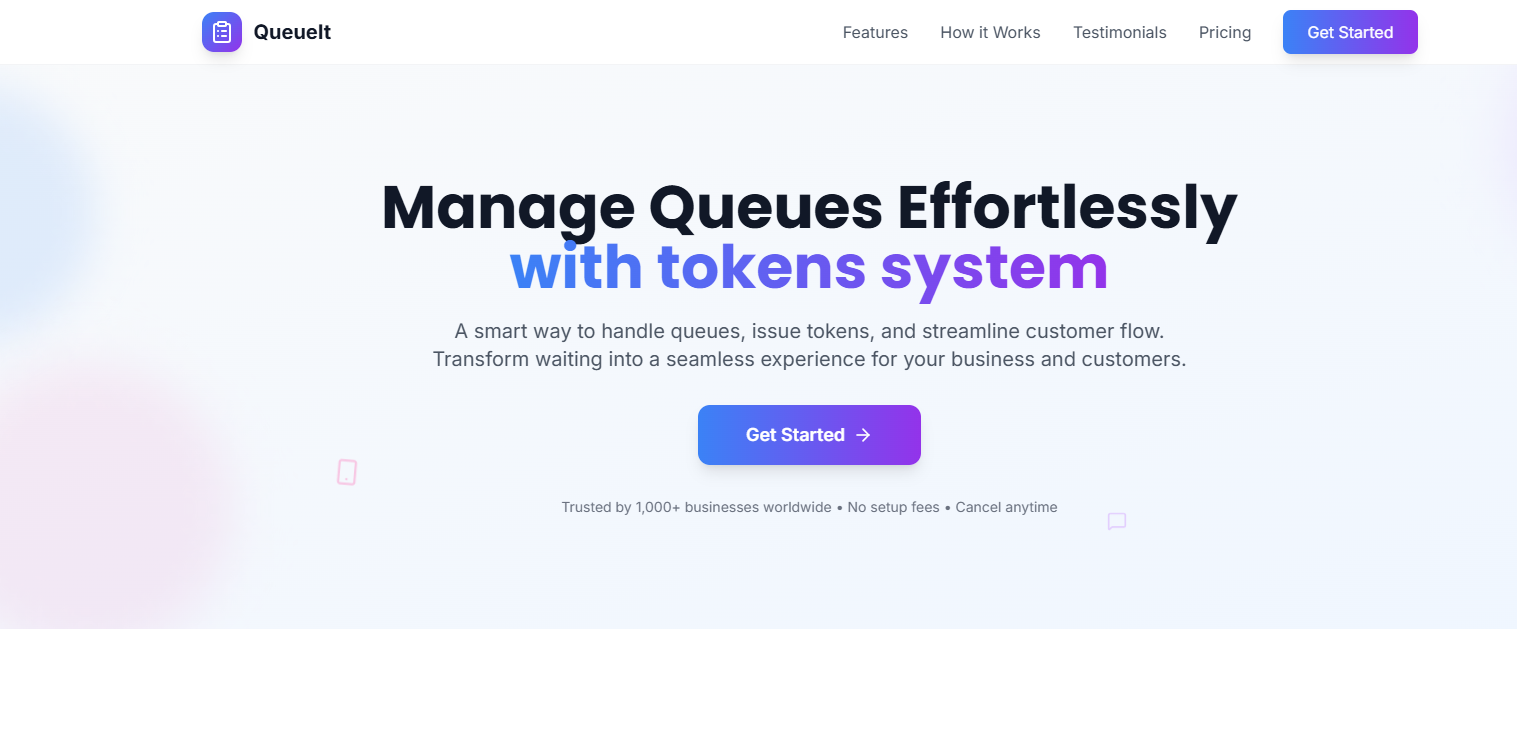 QueueIt
Features
How it Works
Testimonials
Pricing
Get Started
Manage Queues Effortlessly
with tokens system
A smart way to handle queues, issue tokens, and streamline customer flow.
Transform waiting into a seamless experience for your business and customers.
Get Started →
Trusted by 1,000+ businesses worldwide • No setup fees • Cancel anytime